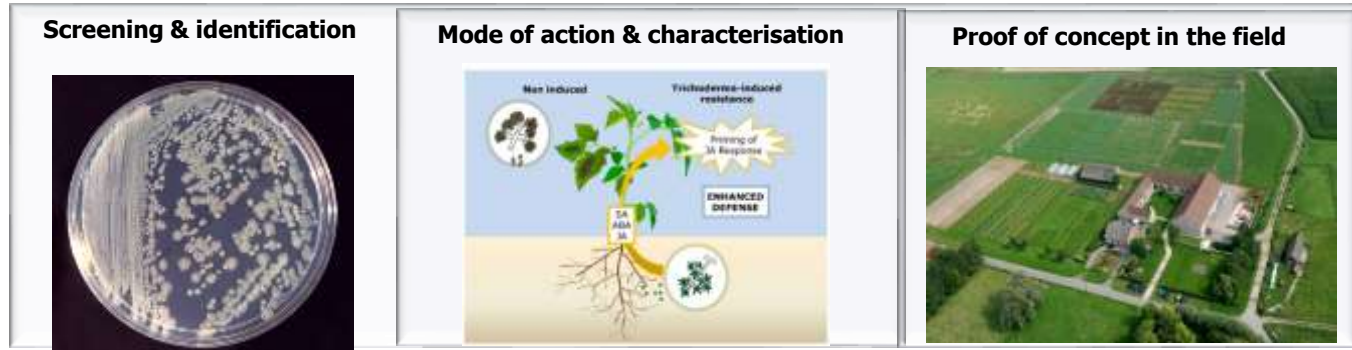 Screening & identification
Mode of action & characterisation
Proof of concept in the field
Non induced
Trichoderma-induced
resistance
Priming of
JA Response
ENHANCED
DEFENSE
SA
ABA
JA